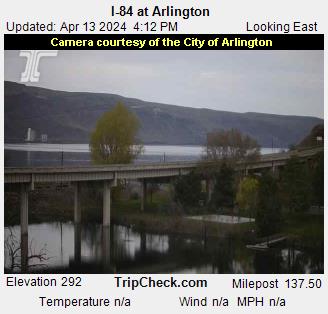 I-84 at Arlington
Updated: Apr 13 2024 4:12 PM Looking East
Camera courtesy of the City of Arlington
Elevation 292 TripCheck.com Milepost 137.50
Temperature n/a Wind n/a MPH n/a